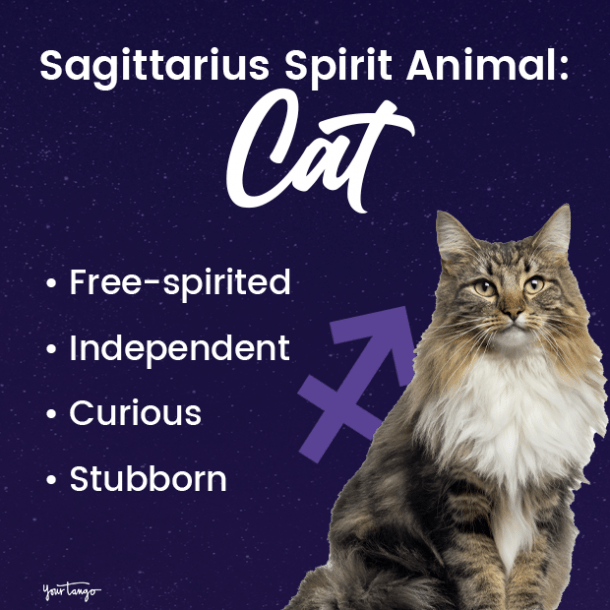 Sagittarius Spirit Animal:
Cat
• Free-spirited
• Independent
• Curious
• Stubborn
YourTango